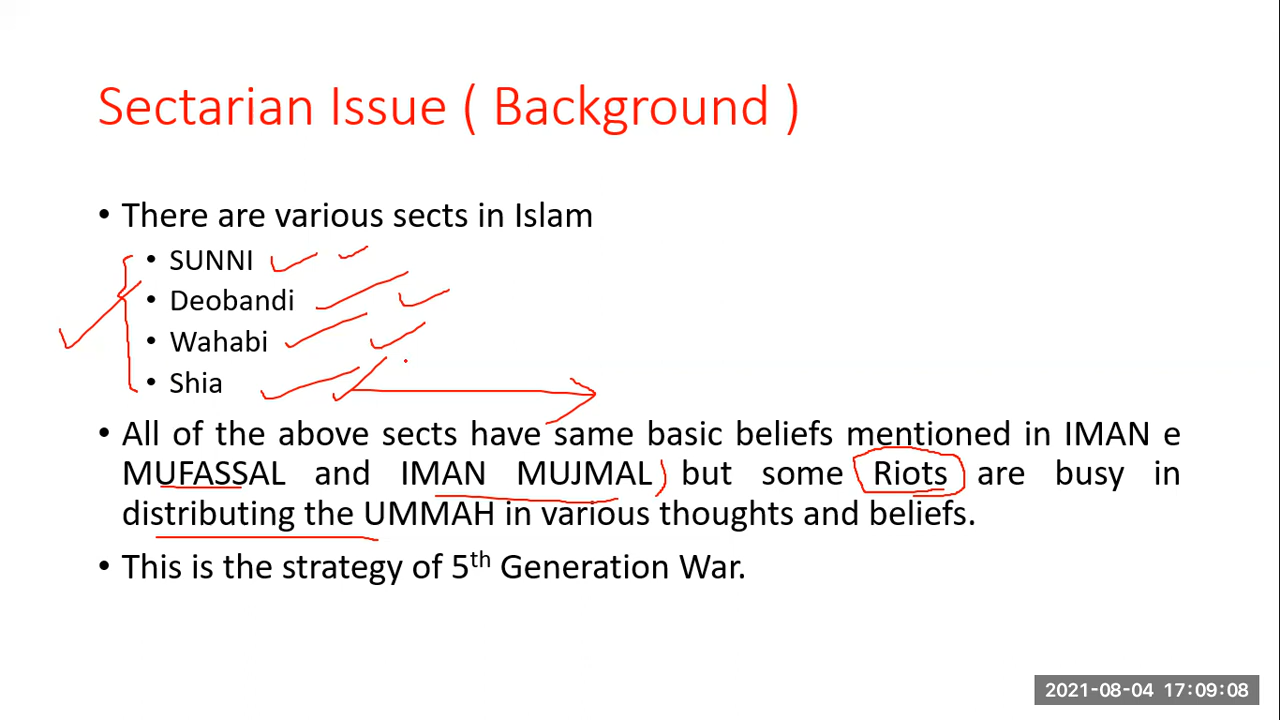 Sectarian Issue ( Background )
• There are various sects in Islam
• SUNNI
• Deobandi
• Wahabi
• Shia
• All of the above sects have same basic beliefs mentioned in IMAN e
MUFASSAL and IMAN MUJMAL but some Riots are busy in
distributing the UMMAH in various thoughts and beliefs.
• This is the strategy of 5th Generation War.
2021-08-04 17:09:08